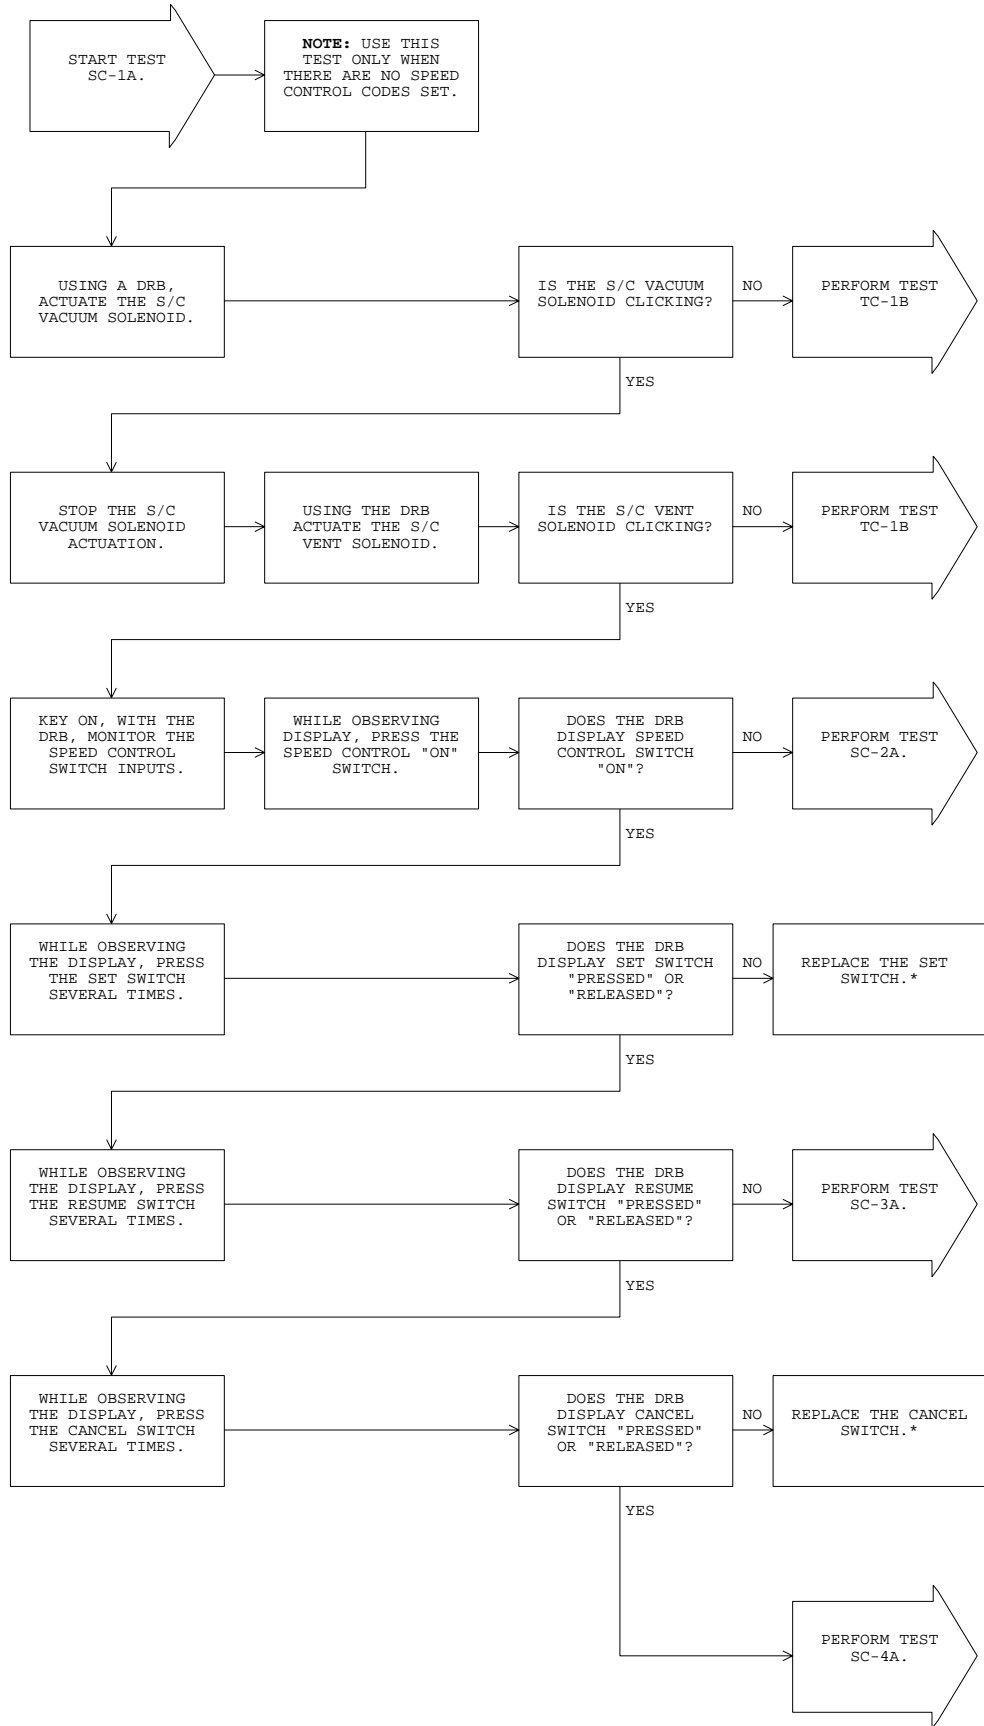 START TEST
SC-1A.
NOTE: USE THIS
TEST ONLY WHEN
THERE ARE NO SPEED
CONTROL CODES SET.
USING A DRB,
ACTUATE THE S/C
VACUUM SOLENOID.
IS THE S/C VACUUM
SOLENOID CLICKING?
NO
PERFORM TEST
TC-1B
YES
STOP THE S/C
VACUUM SOLENOID
ACTUATION.
USING THE DRB
ACTUATE THE S/C
VENT SOLENOID.
IS THE S/C VENT
SOLENOID CLICKING?
NO
PERFORM TEST
TC-1B
YES
KEY ON, WITH THE
DRB, MONITOR THE
SPEED CONTROL
SWITCH INPUTS.
WHILE OBSERVING
DISPLAY, PRESS THE
SPEED CONTROL "ON"
SWITCH.
DOES THE DRB
DISPLAY SPEED
CONTROL SWITCH
"ON"?
NO
PERFORM TEST
SC-2A.
YES
WHILE OBSERVING
THE DISPLAY, PRESS
THE SET SWITCH
SEVERAL TIMES.
DOES THE DRB
DISPLAY SET SWITCH
"PRESSED" OR
"RELEASED"?
NO
REPLACE THE SET
SWITCH.*
YES
WHILE OBSERVING
THE DISPLAY, PRESS
THE RESUME SWITCH
SEVERAL TIMES.
DOES THE DRB
DISPLAY RESUME
SWITCH "PRESSED"
OR "RELEASED"?
NO
PERFORM TEST
SC-3A.
YES
WHILE OBSERVING
THE DISPLAY, PRESS
THE CANCEL SWITCH
SEVERAL TIMES.
DOES THE DRB
DISPLAY CANCEL
SWITCH "PRESSED"
OR "RELEASED"?
NO
REPLACE THE CANCEL
SWITCH.*
YES
PERFORM TEST
SC-4A.